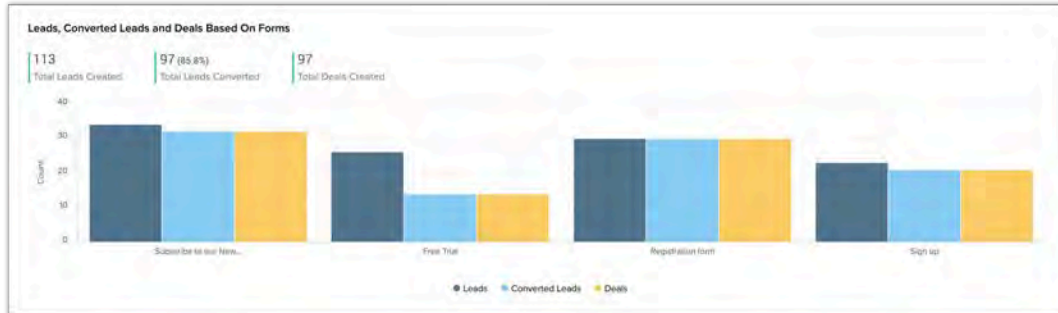 Leads, Converted Leads and Deals Based On Forms
113
97 (85.8%)
97
Total Leads Created
Total Leads Converted
Total Deals Created
40
30
20
10
0
Count
Subscribe to our New...
Free Trial
Registration form
Sign up
Leads
Converted Leads
Deals